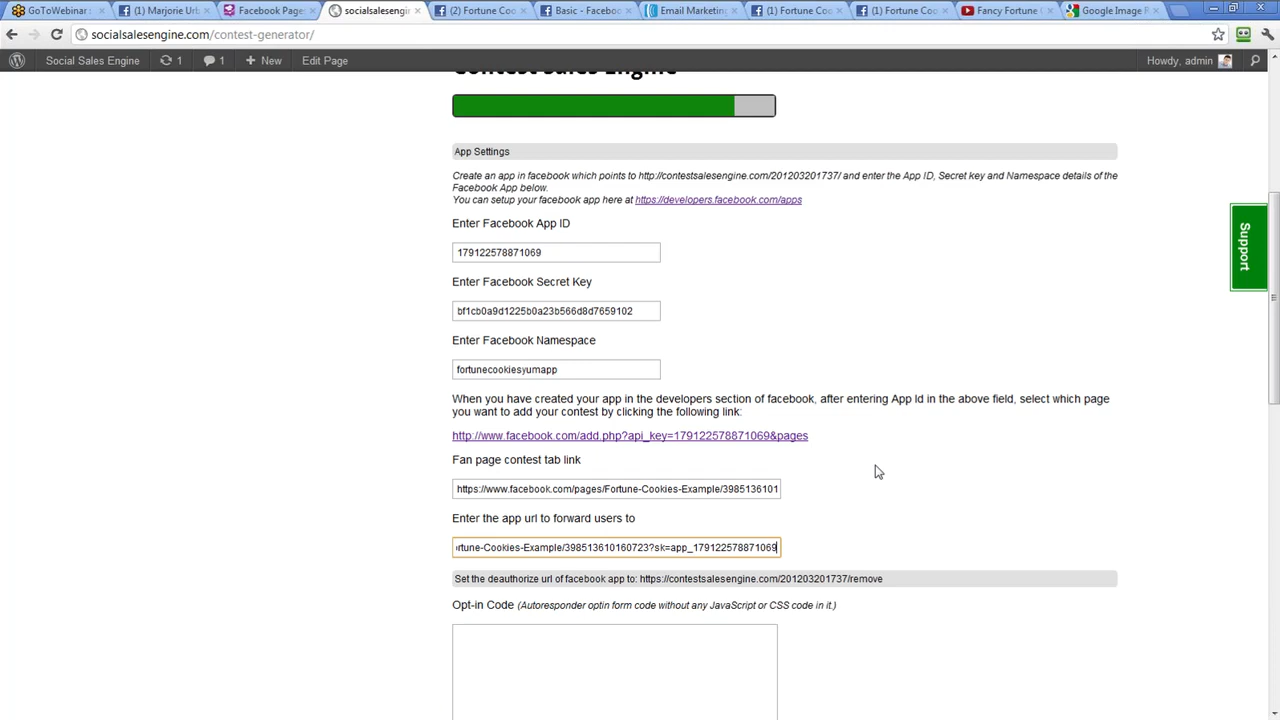 GoToWebinar
(1) Marjorie Urb
Facebook Page
socialsalesengin
(2) Fortune Coo
Basic - Facebook
Email Marketing
(1) Fortune Coo
(1) Fortune Coo
Fancy Fortune C
Google Image R
socialsalesengine.com/contest-generator/
Social Sales Engine
1
1
+ New
Edit Page
Howdy, admin
Contest Sales Engine
App Settings
Create an app in facebook which points to http://contestsalesengine.com/201203201737/ and enter the App ID, Secret key and Namespace details of the
Facebook App below.
You can setup your facebook app here at https://developers.facebook.com/apps
Enter Facebook App ID
179122578871069
Enter Facebook Secret Key
bf1cb0a9d1225b0a23b566d8d7659102
Enter Facebook Namespace
fortunecookiesyumapp
When you have created your app in the developers section of facebook, after entering App Id in the above field, select which page
you want to add your contest by clicking the following link:
http://www.facebook.com/add.php?api_key=179122578871069&pages
Fan page contest tab link
https://www.facebook.com/pages/Fortune-Cookies-Example/3985136101
Enter the app url to forward users to
ortune-Cookies-Example/398513610160723?sk=app_179122578871069
Set the deauthorize url of facebook app to: https://contestsalesengine.com/201203201737/remove
Opt-in Code (Autoresponder optin form code without any JavaScript or CSS code in it.)
Support